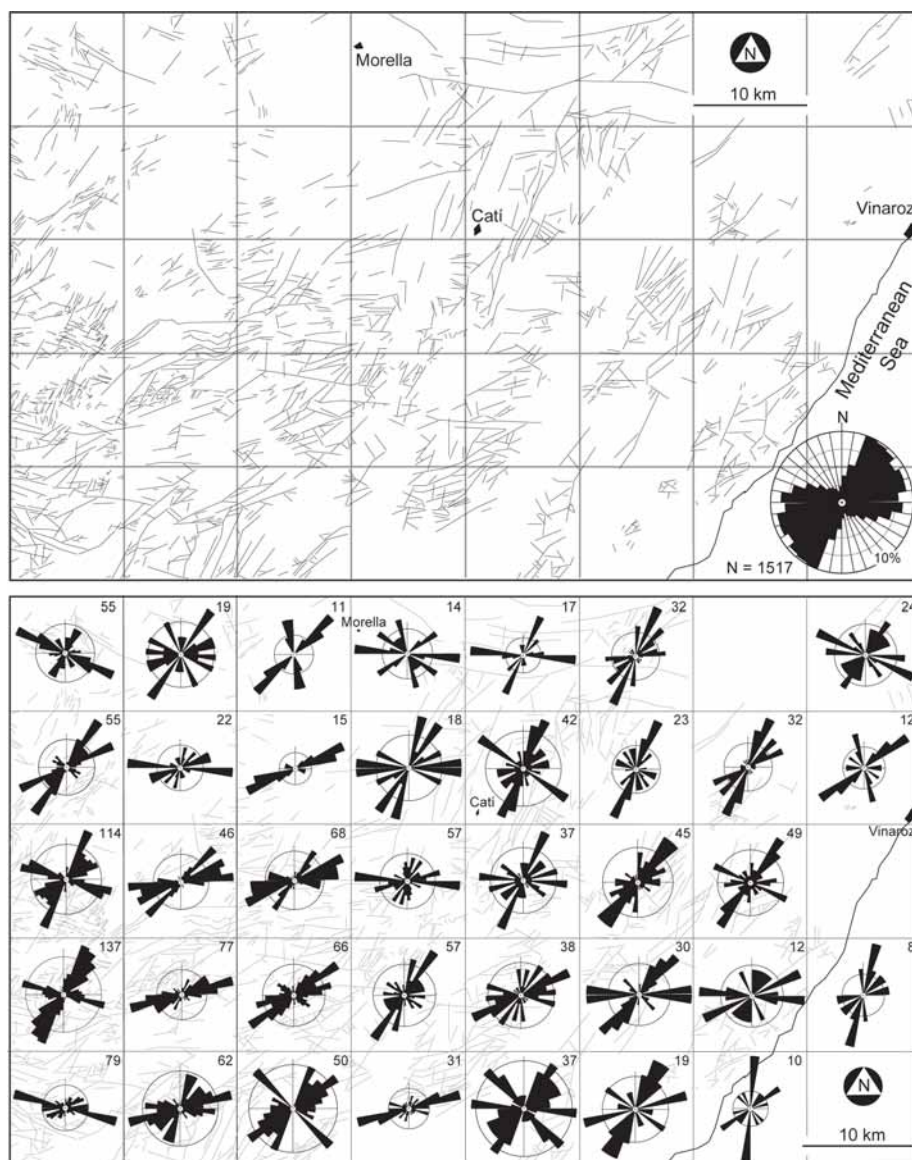 Morella
N
10 km
Catí
Vinaroz
Mediterranean
Sea
N
10%
N = 1517
55 19 11 14 17 32 24
Morella
55 22 15 18 42 23 32 12
Catí
114 46 68 57 37 45 49
Vinaroz
137 77 66 57 38 30 12 8
79 62 50 31 37 19 10
N
10 km